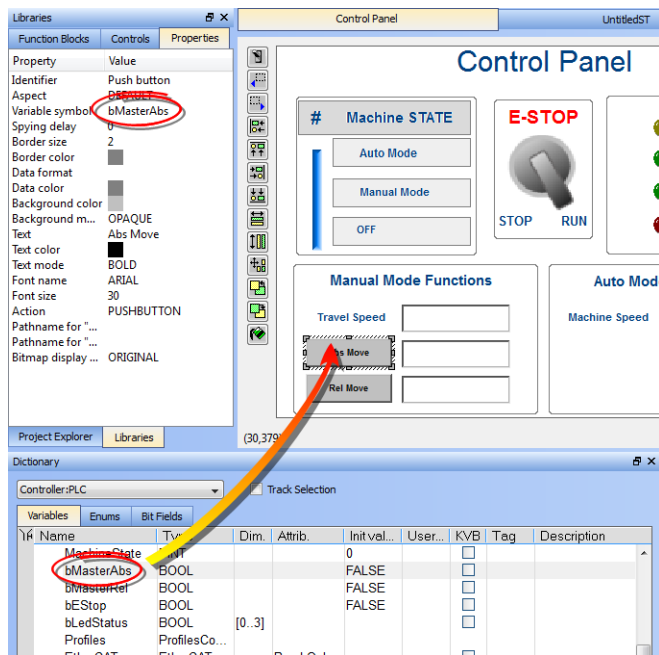 Libraries
Function Blocks Controls Properties
Property Value
Identifier Push button
Aspect DEFAULT
Variable symbol bMasterAbs
Spying delay 0
Border size 2
Border color
Data format
Data color
Background color
Background m... OPAQUE
Text Abs Move
Text color
Text mode BOLD
Font name ARIAL
Font size 30
Action PUSHBUTTON
Pathname for "...
Pathname for "...
Bitmap display ... ORIGINAL
Project Explorer Libraries
Control Panel UntitledST
Control Panel
# Machine STATE
Auto Mode
Manual Mode
OFF
E-STOP
STOP RUN
Manual Mode Functions
Travel Speed
Abs Move
Rel Move
Auto Mod
Machine Speed
(30,379
Dictionary
Controller:PLC
Track Selection
Variables Enums Bit Fields
Name Ty Dim. Attrib. Init val... User... KVB Tag Description
MachineState DINT 0
bMasterAbs BOOL FALSE
bMasterRel BOOL FALSE
bEStop BOOL FALSE
bLedStatus BOOL [0..3]
Profiles ProfilesCo...